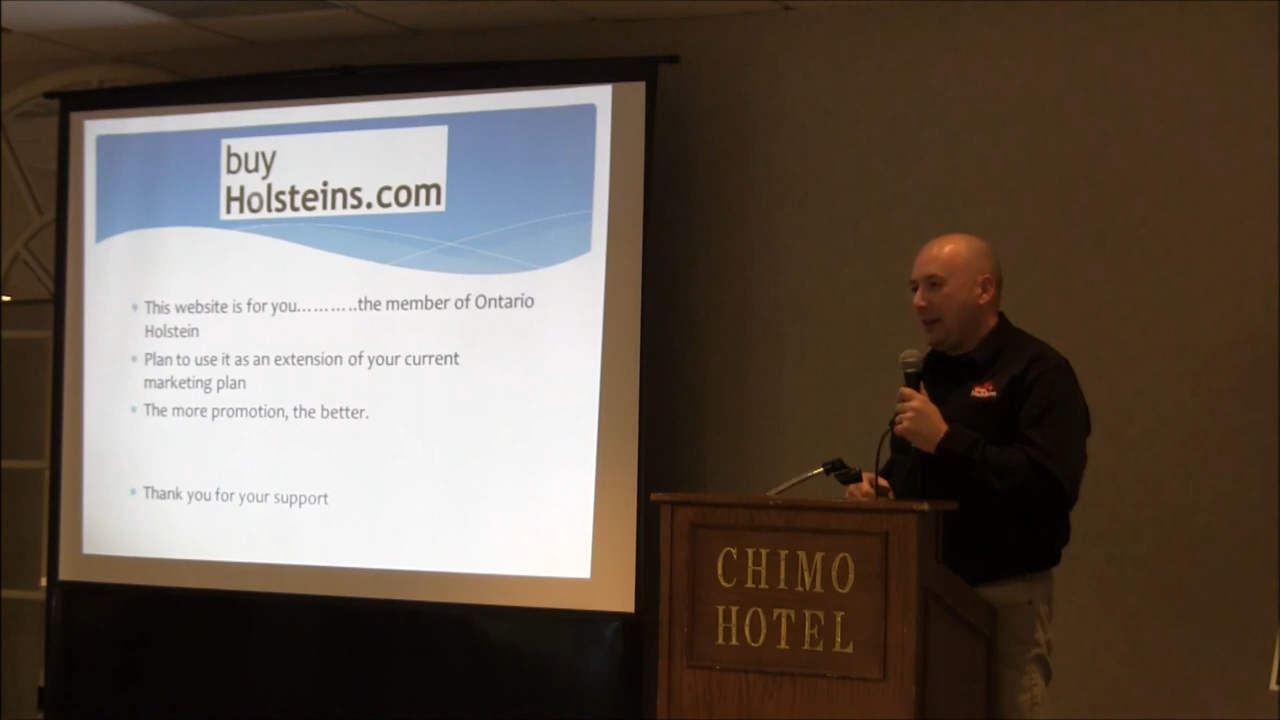 buy
Holsteins.com
This website is for you...........the member of Ontario
Holstein
Plan to use it as an extension of your current
marketing plan
The more promotion, the better.
Thank you for your support
CHIMO
HOTEL